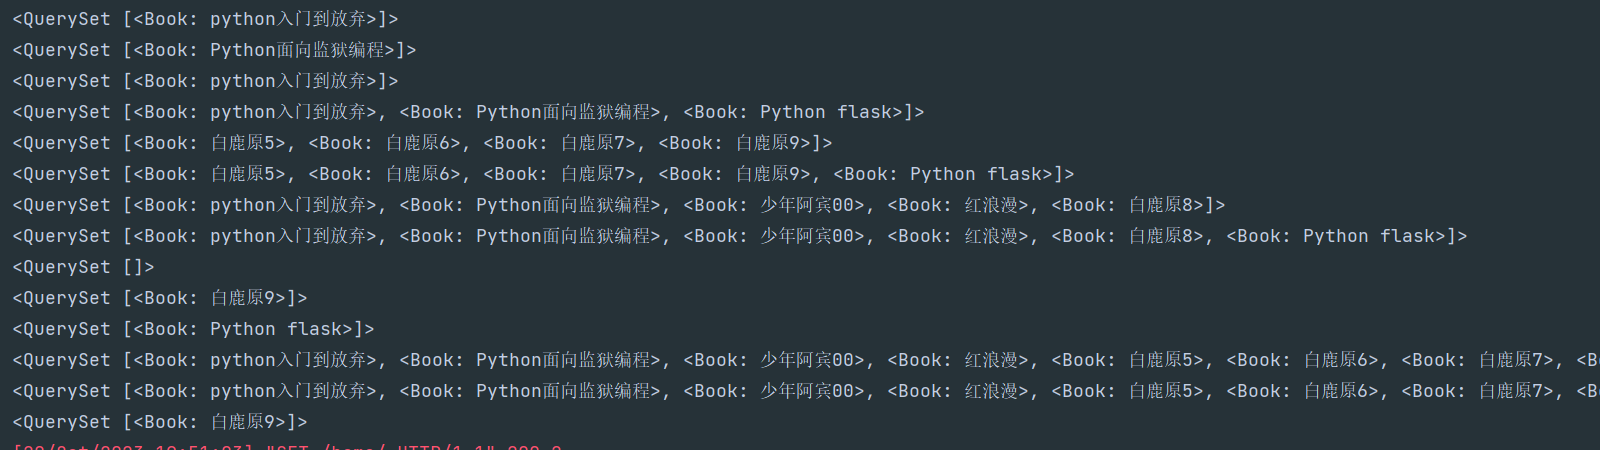 <QuerySet [<Book: python入门到放弃>]>
<QuerySet [<Book: Python面向监狱编程>]>
<QuerySet [<Book: python入门到放弃>]>
<QuerySet [<Book: python入门到放弃>, <Book: Python面向监狱编程>, <Book: Python flask>]>
<QuerySet [<Book: 白鹿原5>, <Book: 白鹿原6>, <Book: 白鹿原7>, <Book: 白鹿原9>]>
<QuerySet [<Book: 白鹿原5>, <Book: 白鹿原6>, <Book: 白鹿原7>, <Book: 白鹿原9>, <Book: Python flask>]>
<QuerySet [<Book: python入门到放弃>, <Book: Python面向监狱编程>, <Book: 少年阿宾00>, <Book: 红浪漫>, <Book: 白鹿原8>]>
<QuerySet [<Book: python入门到放弃>, <Book: Python面向监狱编程>, <Book: 少年阿宾00>, <Book: 红浪漫>, <Book: 白鹿原8>, <Book: Python flask>]>
<QuerySet []>
<QuerySet [<Book: 白鹿原9>]>
<QuerySet [<Book: Python flask>]>
<QuerySet [<Book: python入门到放弃>, <Book: Python面向监狱编程>, <Book: 少年阿宾00>, <Book: 红浪漫>, <Book: 白鹿原5>, <Book: 白鹿原6>, <Book: 白鹿原7>, <B
<QuerySet [<Book: python入门到放弃>, <Book: Python面向监狱编程>, <Book: 少年阿宾00>, <Book: 红浪漫>, <Book: 白鹿原5>, <Book: 白鹿原6>, <Book: 白鹿原7>, <B
<QuerySet [<Book: 白鹿原9>]>